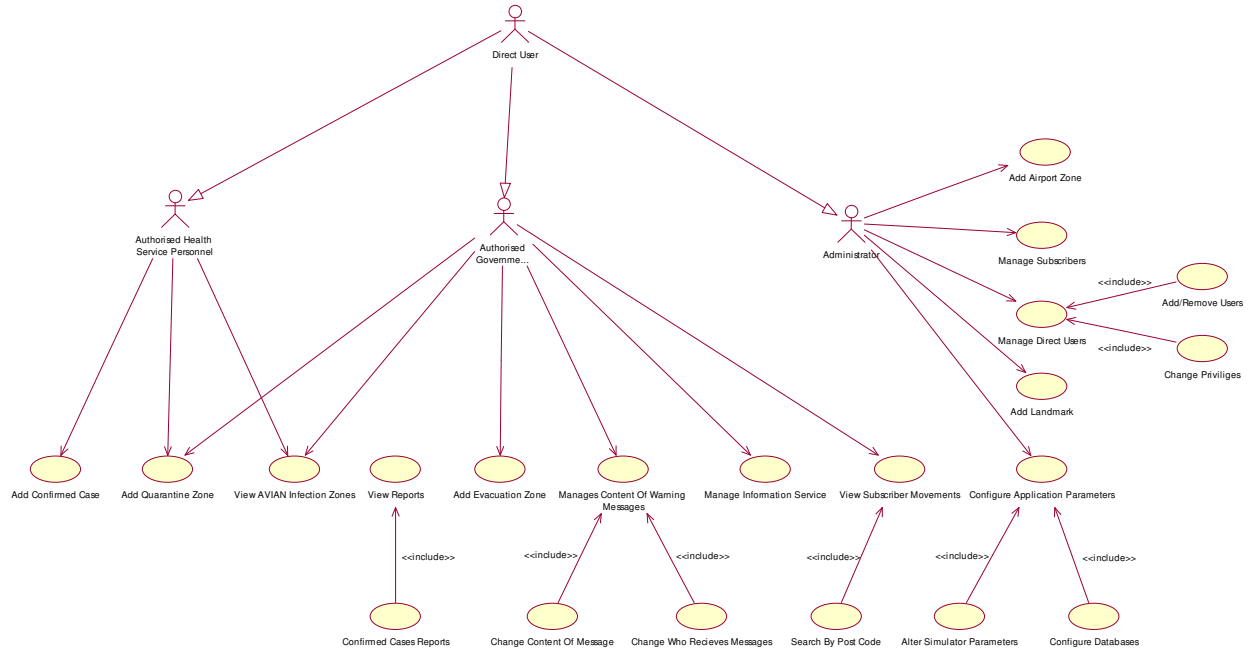 Direct User
Add Airport Zone
Authorised Health
Service Personnel
Authorised
Governme...
Administrator
Manage Subscribers
<<include>>
Add/Remove Users
Manage Direct Users
<<include>>
Change Priviliges
Add Landmark
Add Confirmed Case
Add Quarantine Zone
View AVIAN Infection Zones
View Reports
Add Evacuation Zone
Manages Content Of Warning
Messages
Manage Information Service
View Subscriber Movements
Configure Application Parameters
<<include>>
<<include>>
<<include>>
<<include>>
<<include>>
<<include>>
Confirmed Cases Reports
Change Content Of Message
Change Who Recieves Messages
Search By Post Code
Alter Simulator Parameters
Configure Databases